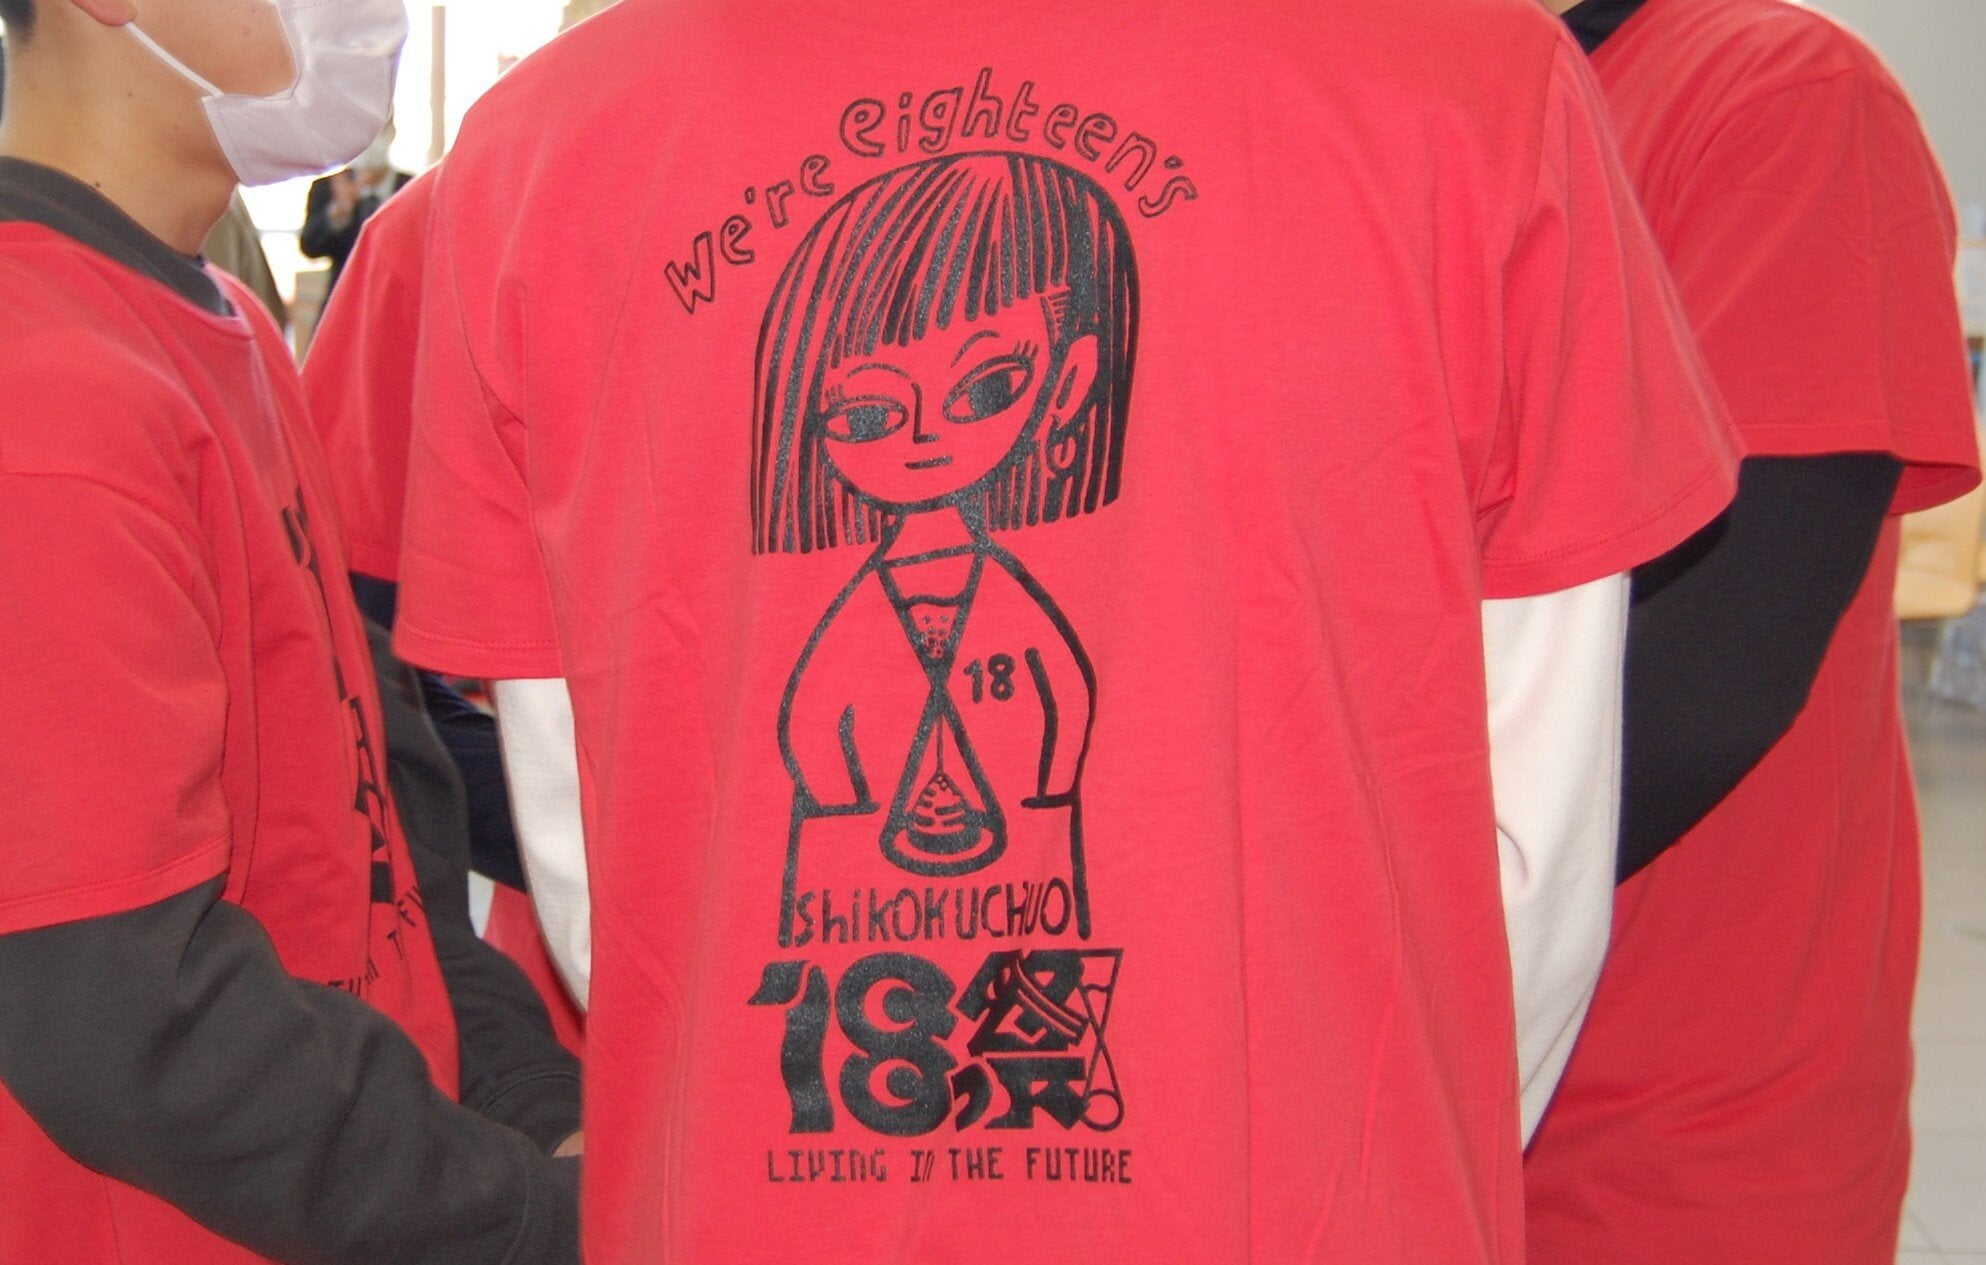 We're eighteen's
18
ShiKOKUCHUO
18祭
LIVING In THE FUTURE